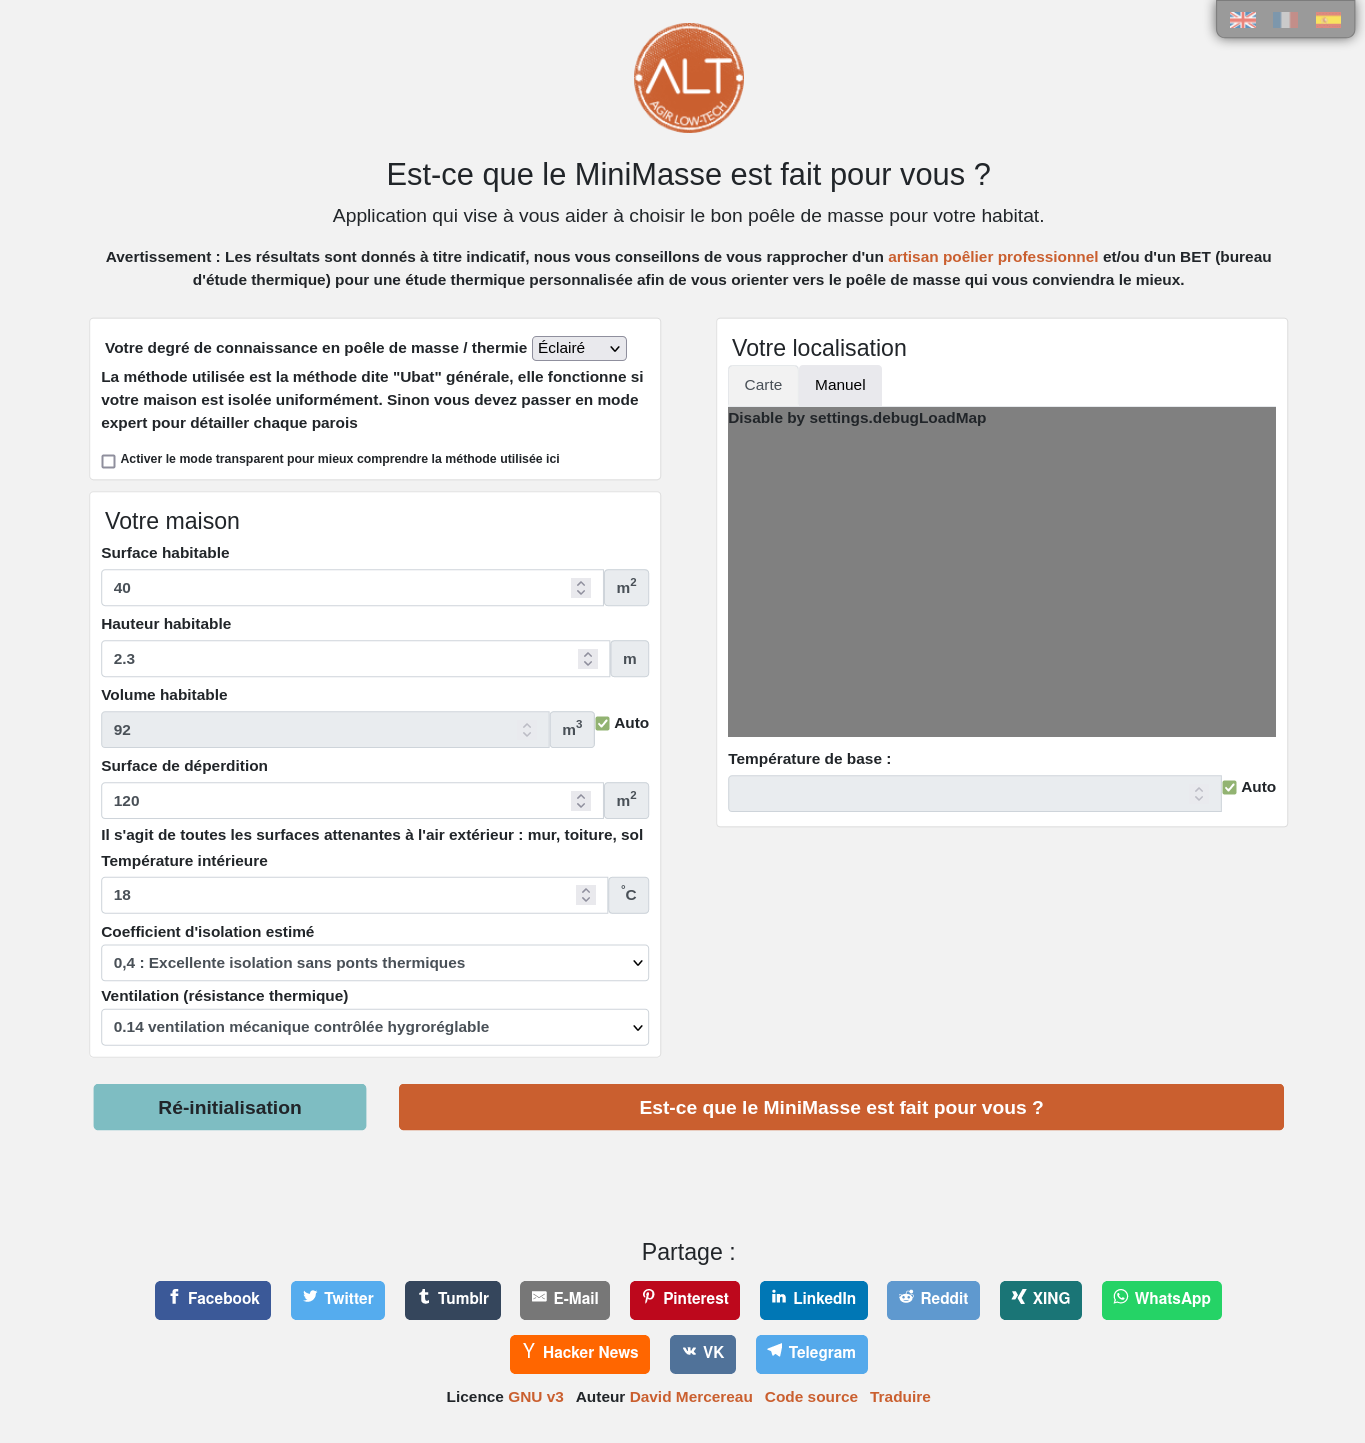 ALT
AGIR LOW-TECH
Est-ce que le MiniMasse est fait pour vous ?
Application qui vise à vous aider à choisir le bon poêle de masse pour votre habitat.
Avertissement : Les résultats sont donnés à titre indicatif, nous vous conseillons de vous rapprocher d'un artisan poêlier professionnel et/ou d'un BET (bureau
d'étude thermique) pour une étude thermique personnalisée afin de vous orienter vers le poêle de masse qui vous conviendra le mieux.
Votre degré de connaissance en poêle de masse / thermie Éclairé
La méthode utilisée est la méthode dite "Ubat" générale, elle fonctionne si
votre maison est isolée uniformément. Sinon vous devez passer en mode
expert pour détailler chaque parois
Activer le mode transparent pour mieux comprendre la méthode utilisée ici
Votre maison
Surface habitable
40 m²
Hauteur habitable
2.3 m
Volume habitable
92 m³ Auto
Surface de déperdition
120 m²
Il s'agit de toutes les surfaces attenantes à l'air extérieur : mur, toiture, sol
Température intérieure
18 °C
Coefficient d'isolation estimé
0,4 : Excellente isolation sans ponts thermiques
Ventilation (résistance thermique)
0.14 ventilation mécanique contrôlée hygroréglable
Votre localisation
Carte Manuel
Disable by settings.debugLoadMap
Température de base :
Auto
Ré-initialisation
Est-ce que le MiniMasse est fait pour vous ?
Partage :
Facebook Twitter Tumblr E-Mail Pinterest LinkedIn Reddit XING WhatsApp
Hacker News VK Telegram
Licence GNU v3 Auteur David Mercereau Code source Traduire